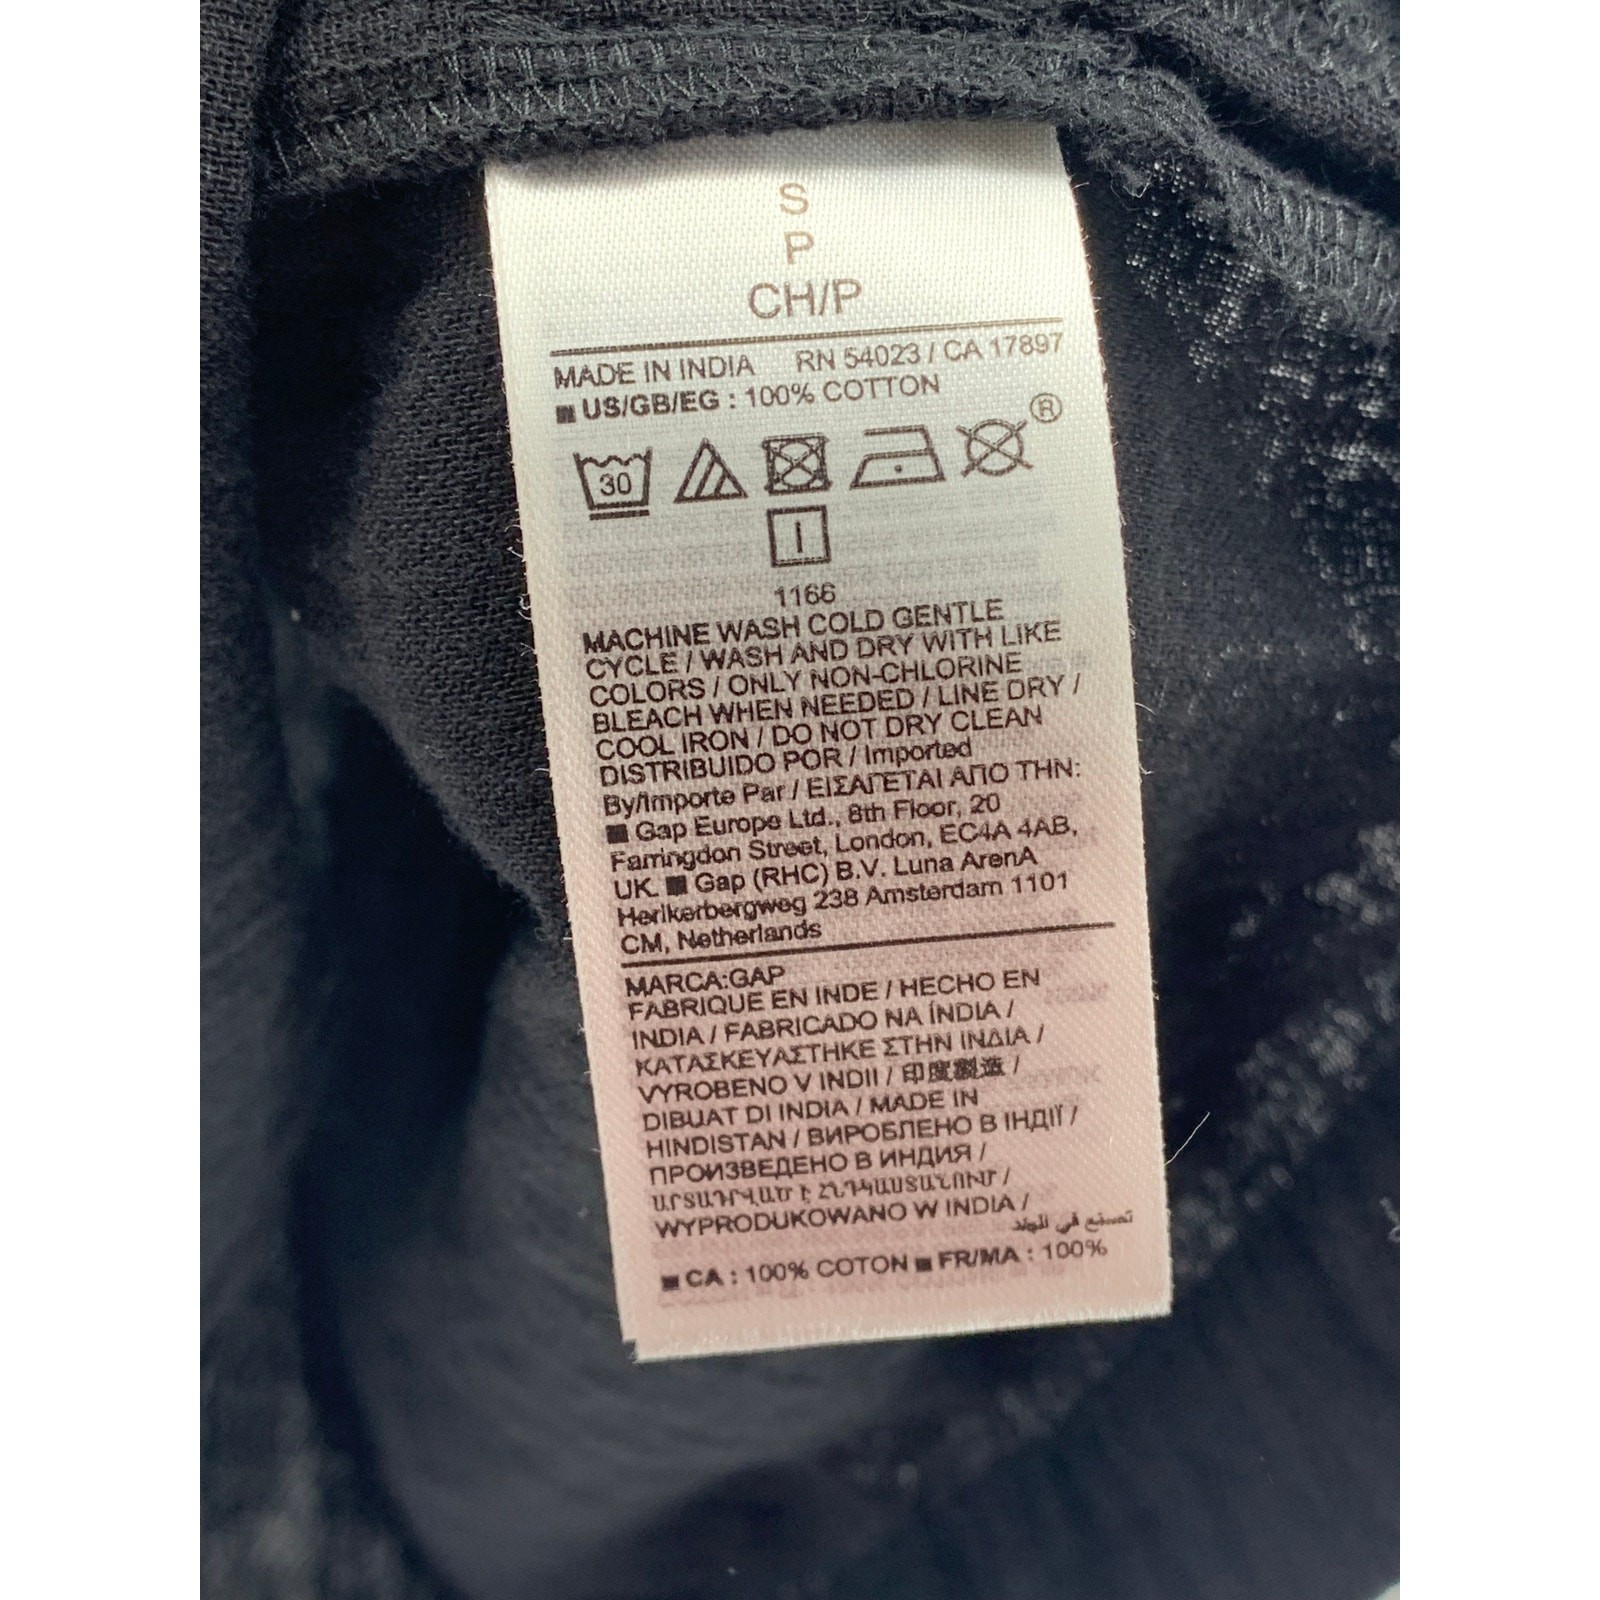 S
P
CH/P
MADE IN INDIA RN 54023 / CA 17897
■ US/GB/EG : 100% COTTON
30
®
1166
MACHINE WASH COLD GENTLE
CYCLE / WASH AND DRY WITH LIKE
COLORS / ONLY NON-CHLORINE
BLEACH WHEN NEEDED / LINE DRY /
COOL IRON / DO NOT DRY CLEAN
DISTRIBUIDO POR / Imported
By/Importe Par / ΕΙΣΑΓΕΤΑΙ ΑΠΟ ΤΗΝ:
■ Gap Europe Ltd., 8th Floor, 20
Farringdon Street, London, EC4A 4AB,
UK. ■ Gap (RHC) B.V. Luna ArenA
Herikerbergweg 238 Amsterdam 1101
CM, Netherlands
MARCA:GAP
FABRIQUE EN INDE / HECHO EN
INDIA / FABRICADO NA ÍNDIA /
ΚΑΤΑΣΚΕΥΑΣΤΗΚΕ ΣΤΗΝ ΙΝΔΙΑ /
VYROBENO V INDII / 印度製造 /
DIBUAT DI INDIA / MADE IN
HINDISTAN / ВИРОБЛЕНО В ІНДІЇ /
ПРОИЗВЕДЕНО В ИНДИЯ /
ԱՐՏԱԴՐՎԱԾ Է ՀՆԴԿԱՍՏԱՆՈՒՄ /
WYPRODUKOWANO W INDIA /
تصنع في الهند
■ CA : 100% COTON ■ FR/MA : 100%